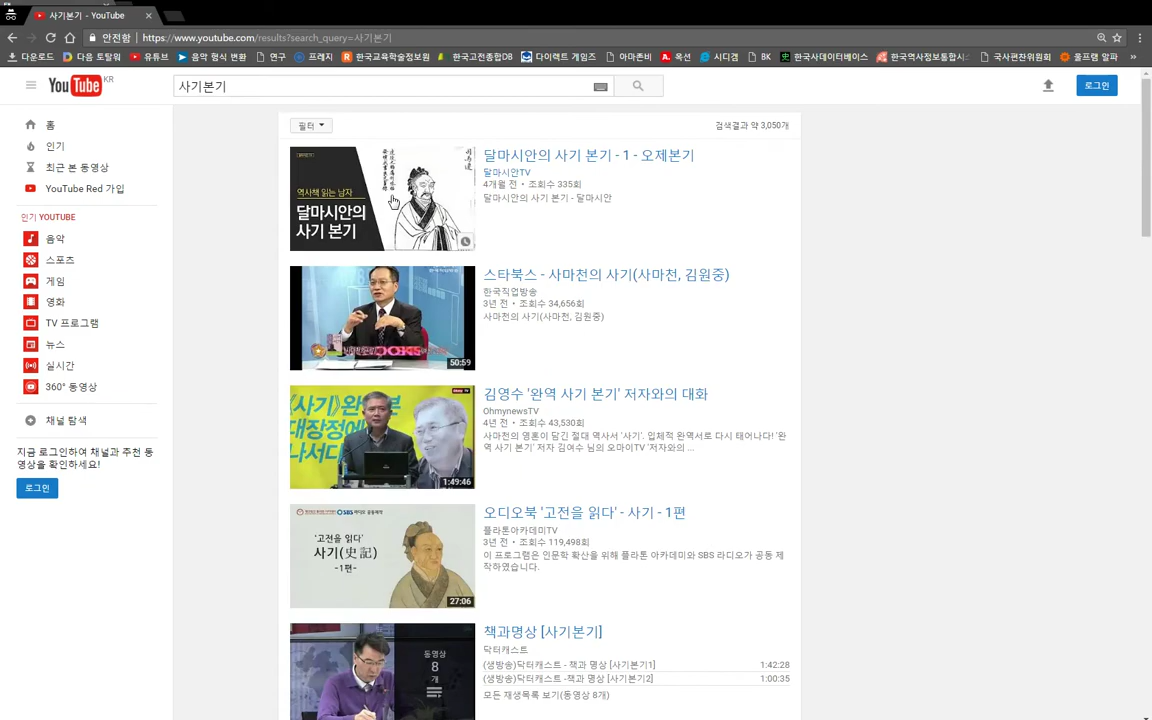 사기본기 - YouTube
안전함 https://www.youtube.com/results?search_query=사기본기
다운로드 다음 토탈워 유튜브 음악 형식 변환 연구 프레지 한국교육학술정보원 한국고전종합DB 다이렉트 게임즈 아마존비 옥션 시디겜 BK 한국사데이터베이스 한국역사정보통합시 국사편찬위원회 울프램 알파 »
YouTube KR
사기본기
로그인
홈
인기
최근 본 동영상
YouTube Red 가입
인기 YOUTUBE
음악
스포츠
게임
영화
TV 프로그램
뉴스
실시간
360° 동영상
채널 탐색
지금 로그인하여 채널과 추천 동
영상을 확인하세요!
로그인
필터
검색결과 약 3,050개
역사책 읽는 남자
달마시안의
사기 본기
달마시안의 사기 본기 - 1 - 오제본기
달마시안TV
4개월 전 • 조회수 335회
달마시안의 사기 본기 - 달마시안
50:59
스타북스 - 사마천의 사기(사마천, 김원중)
한국직업방송
3년 전 • 조회수 34,656회
사마천의 사기(사마천, 김원중)
《사기》완역본
대장정에
나서다
1:49:46
김영수 '완역 사기 본기' 저자와의 대화
OhmynewsTV
4년 전 • 조회수 43,530회
사마천의 영혼이 담긴 절대 역사서 '사기'. 입체적 완역서로 다시 태어나다! '완
역 사기 본기' 저자 김여수 님의 오마이TV '저자와의 ...
SBS 라디오 공동제작
'고전을 읽다'
사기(史記)
-1편-
27:06
오디오북 '고전을 읽다' - 사기 - 1편
플라톤아카데미TV
3년 전 • 조회수 119,498회
이 프로그램은 인문학 확산을 위해 플라톤 아카데미와 SBS 라디오가 공동 제
작하였습니다.
동영상
8
개
책과명상 [사기본기]
닥터캐스트
(생방송)닥터캐스트 - 책과 명상 [사기본기1] 1:42:28
(생방송)닥터캐스트 -책과 명상 [사기본기2] 1:00:35
모든 재생목록 보기(동영상 8개)